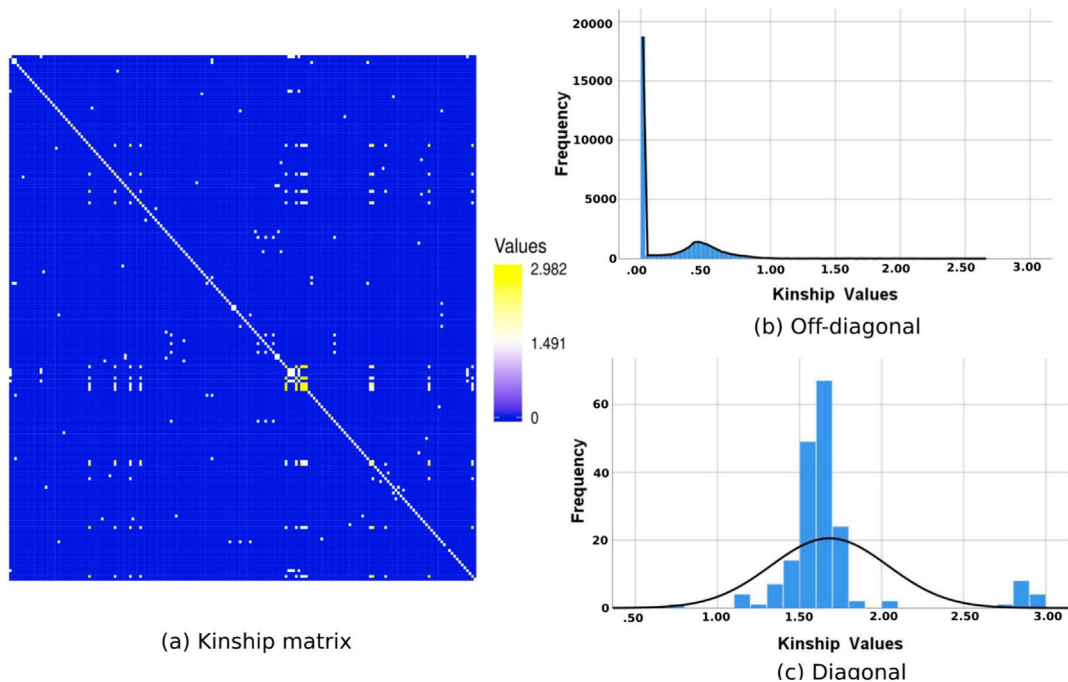 Values
2.982
1.491
0
(a) Kinship matrix
20000
15000
10000
5000
0
Frequency
.00 .50 1.00 1.50 2.00 2.50 3.00
Kinship Values
(b) Off-diagonal
60
40
20
0
Frequency
.50 1.00 1.50 2.00 2.50 3.00
Kinship Values
(c) Diagonal